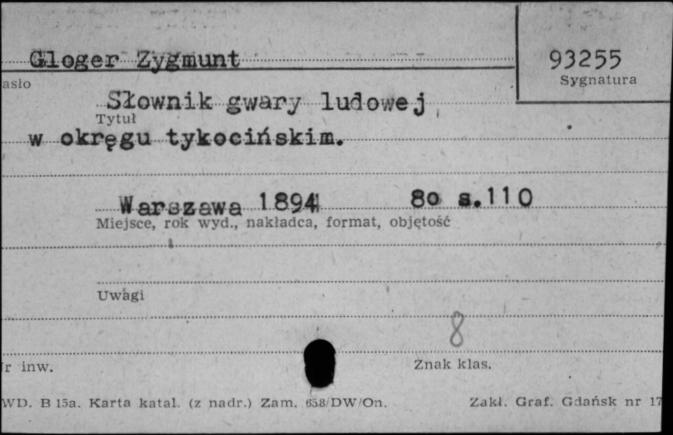 Gloger Zygmunt
93255
asło
Sygnatura
Słownik gwary ludowej
Tytuł
w okręgu tykocińskim.
Warszawa 1894 80 s.110
Miejsce, rok wyd., nakładca, format, objętość
Uwagi
8
r inw.
Znak klas.
WD. B 15a. Karta katal. (z nadr.) Zam. 658/DW/On. Zakł. Graf. Gdańsk nr 17